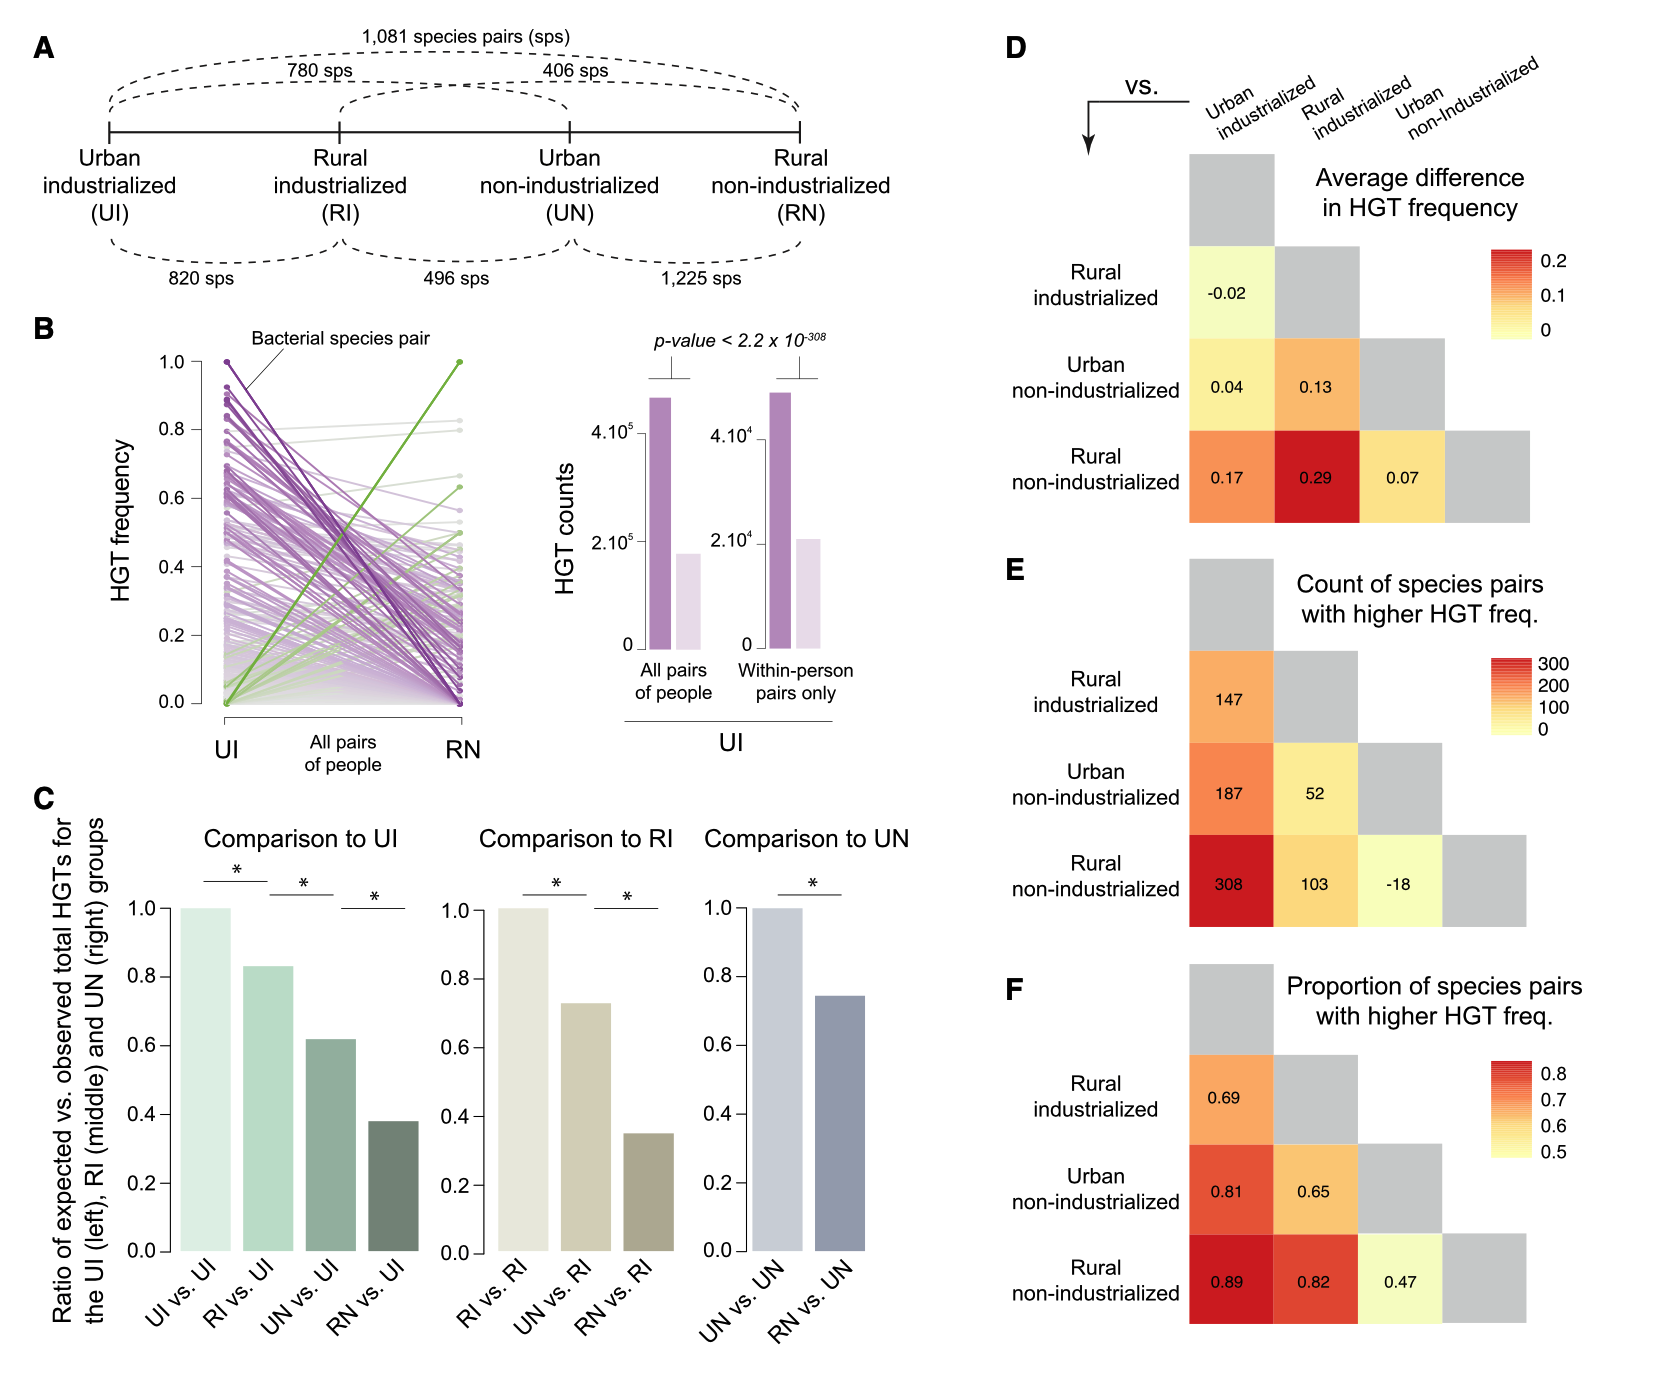 A
1,081 species pairs (sps)
780 sps
406 sps
Urban
industrialized
(UI)
Rural
industrialized
(RI)
Urban
non-industrialized
(UN)
Rural
non-industrialized
(RN)
820 sps
496 sps
1,225 sps
B
Bacterial species pair
HGT frequency
1.0
0.8
0.6
0.4
0.2
0.0
UI
All pairs
of people
RN
p-value < 2.2 x 10-308
HGT counts
4.10⁵
2.10⁵
0
4.10⁴
2.10⁴
0
All pairs
of people
Within-person
pairs only
UI
C
Ratio of expected vs. observed total HGTs for
the UI (left), RI (middle) and UN (right) groups
Comparison to UI
*
*
*
1.0
0.8
0.6
0.4
0.2
0.0
UI vs. UI
RI vs. UI
UN vs. UI
RN vs. UI
Comparison to RI
*
*
1.0
0.8
0.6
0.4
0.2
0.0
RI vs. RI
UN vs. RI
RN vs. RI
Comparison to UN
*
1.0
0.8
0.6
0.4
0.2
0.0
UN vs. UN
RN vs. UN
D
vs.
Urban
industrialized
Rural
industrialized
Urban
non-Industrialized
Average difference
in HGT frequency
0.2
0.1
0
Rural
industrialized
-0.02
Urban
non-industrialized
0.04
0.13
Rural
non-industrialized
0.17
0.29
0.07
E
Count of species pairs
with higher HGT freq.
300
200
100
0
Rural
industrialized
147
Urban
non-industrialized
187
52
Rural
non-industrialized
308
103
-18
F
Proportion of species pairs
with higher HGT freq.
0.8
0.7
0.6
0.5
Rural
industrialized
0.69
Urban
non-industrialized
0.81
0.65
Rural
non-industrialized
0.89
0.82
0.47